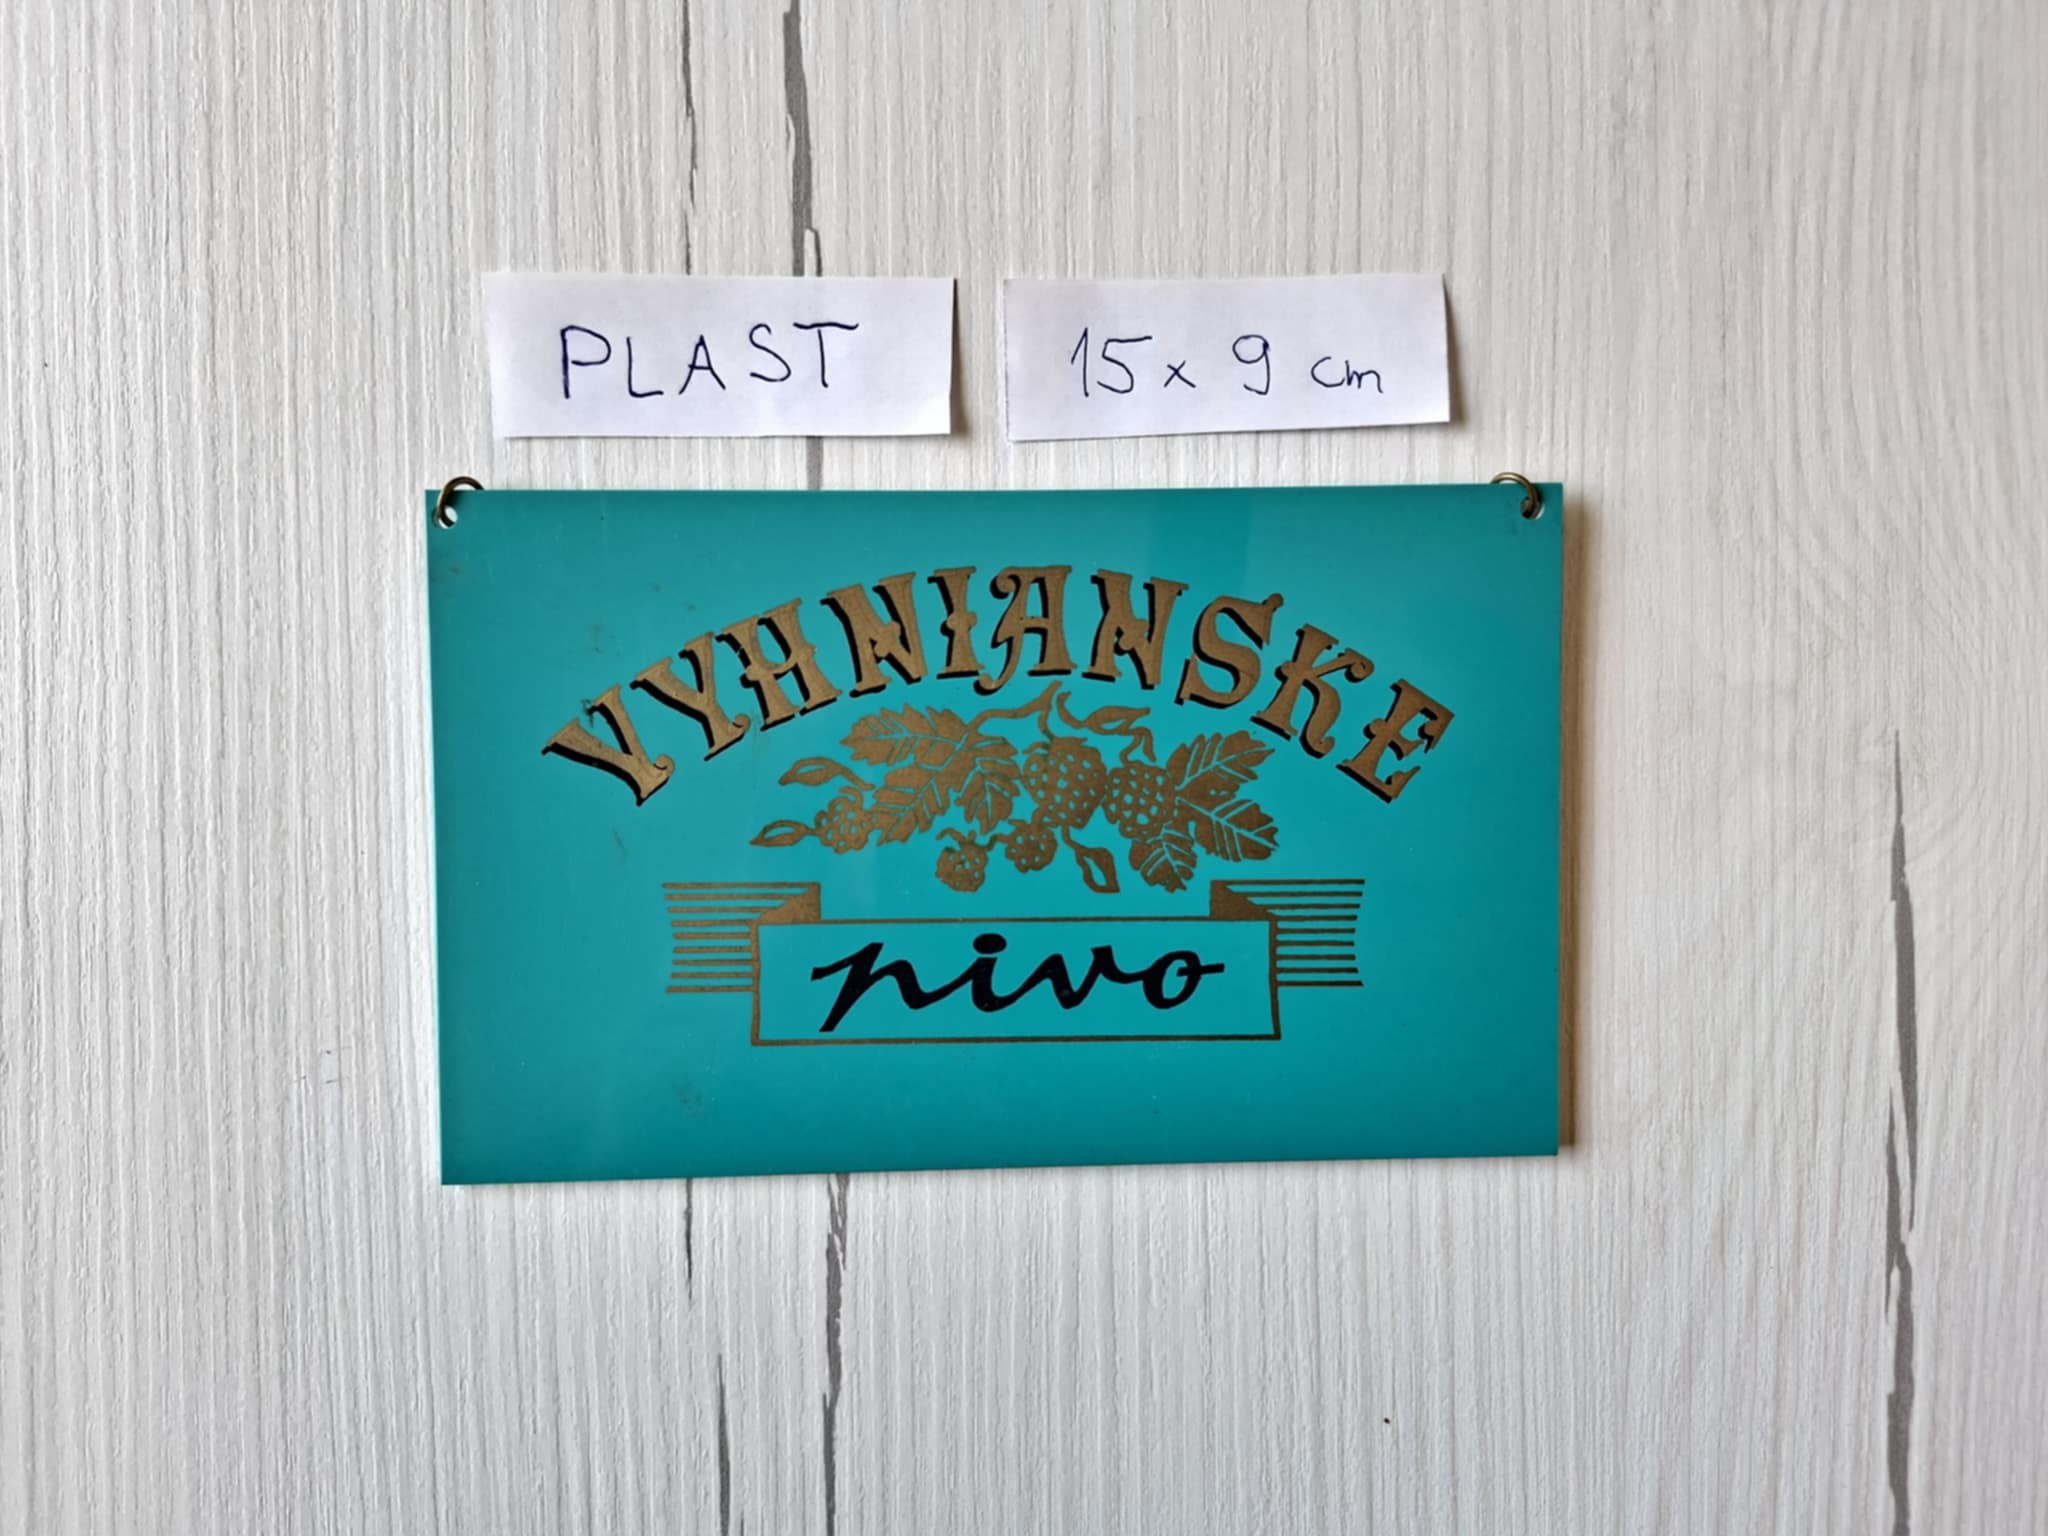 PLAST
15 x 9 cm
VYHNIANSKE
pivo